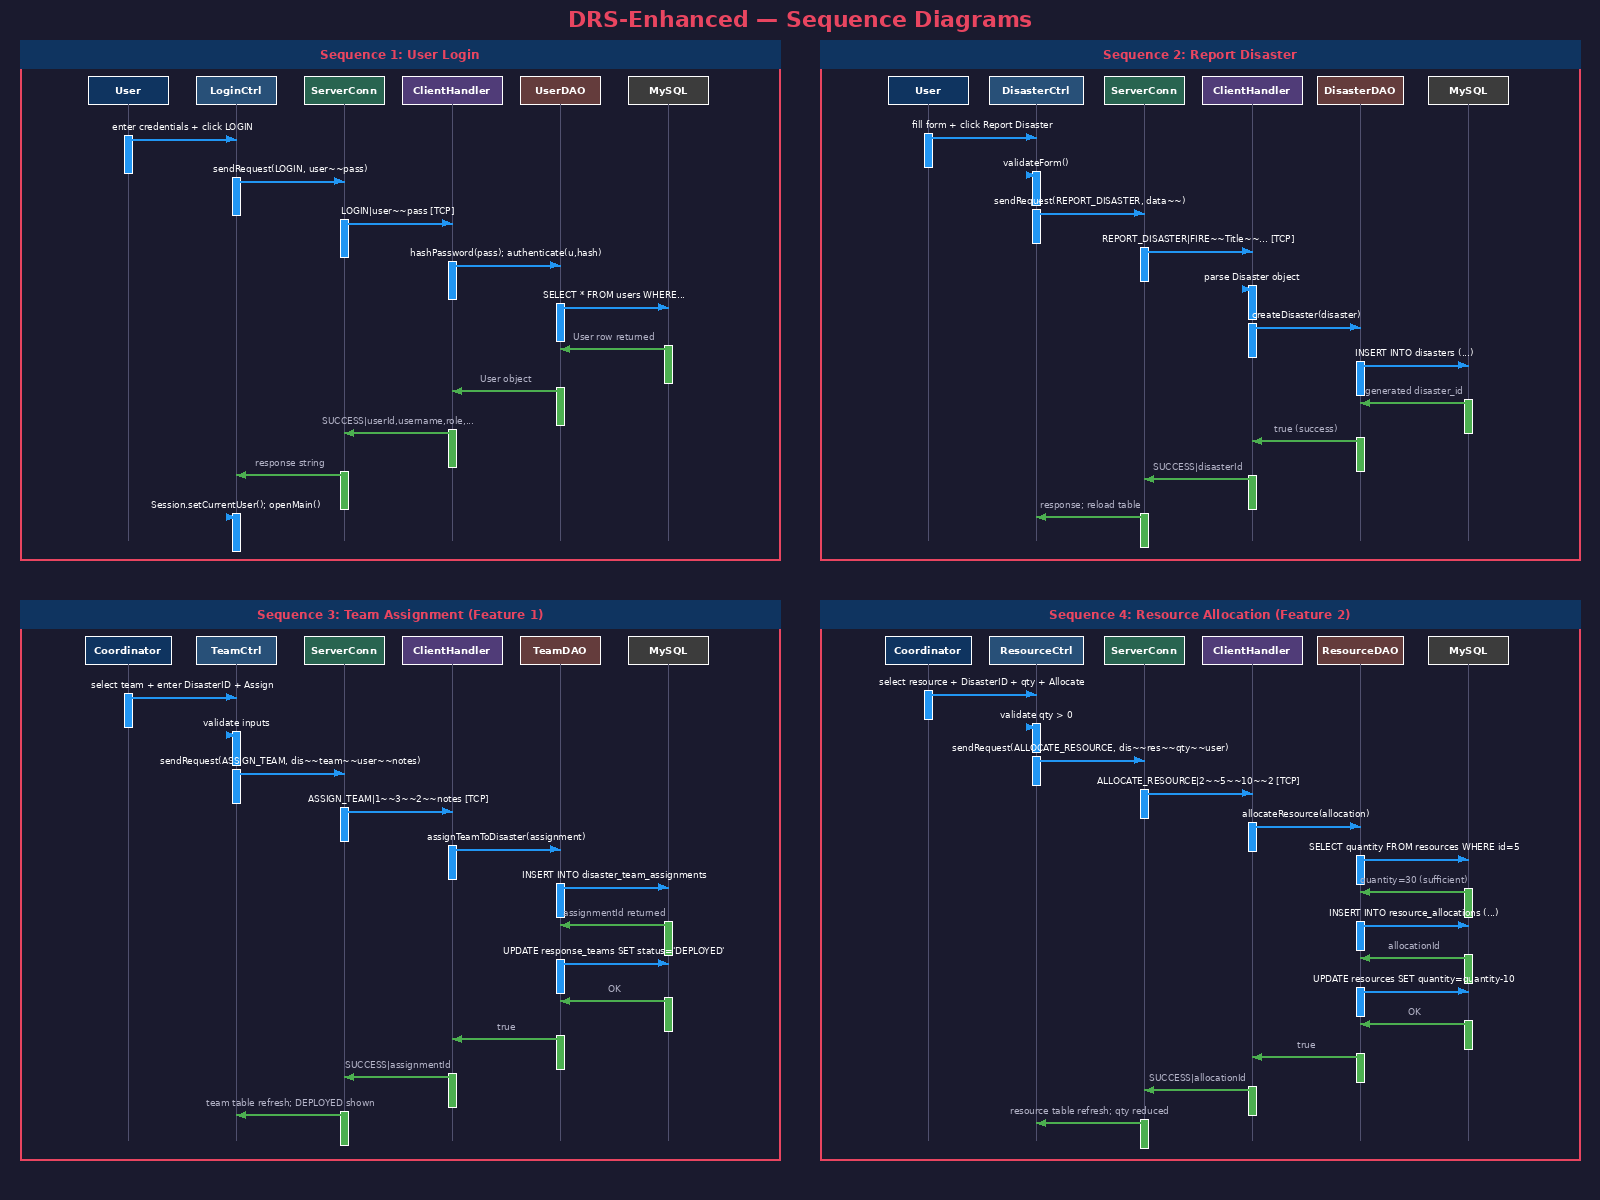 DRS-Enhanced — Sequence Diagrams
Sequence 1: User Login
User LoginCtrl ServerConn ClientHandler UserDAO MySQL
enter credentials + click LOGIN
sendRequest(LOGIN, user~~pass)
LOGIN|user~~pass [TCP]
hashPassword(pass); authenticate(u,hash)
SELECT * FROM users WHERE...
User row returned
User object
SUCCESS|userId,username,role,...
response string
Session.setCurrentUser(); openMain()
Sequence 2: Report Disaster
User DisasterCtrl ServerConn ClientHandler DisasterDAO MySQL
fill form + click Report Disaster
validateForm()
sendRequest(REPORT_DISASTER, data~~)
REPORT_DISASTER|FIRE~~Title~~... [TCP]
parse Disaster object
createDisaster(disaster)
INSERT INTO disasters (...)
generated disaster_id
true (success)
SUCCESS|disasterId
response; reload table
Sequence 3: Team Assignment (Feature 1)
Coordinator TeamCtrl ServerConn ClientHandler TeamDAO MySQL
select team + enter DisasterID + Assign
validate inputs
sendRequest(ASSIGN_TEAM, dis~~team~~user~~notes)
ASSIGN_TEAM|1~~3~~2~~notes [TCP]
assignTeamToDisaster(assignment)
INSERT INTO disaster_team_assignments
assignmentId returned
UPDATE response_teams SET status='DEPLOYED'
OK
true
SUCCESS|assignmentId
team table refresh; DEPLOYED shown
Sequence 4: Resource Allocation (Feature 2)
Coordinator ResourceCtrl ServerConn ClientHandler ResourceDAO MySQL
select resource + DisasterID + qty + Allocate
validate qty > 0
sendRequest(ALLOCATE_RESOURCE, dis~~res~~qty~~user)
ALLOCATE_RESOURCE|2~~5~~10~~2 [TCP]
allocateResource(allocation)
SELECT quantity FROM resources WHERE id=5
quantity=30 (sufficient)
INSERT INTO resource_allocations (...)
allocationId
UPDATE resources SET quantity=quantity-10
OK
true
SUCCESS|allocationId
resource table refresh; qty reduced